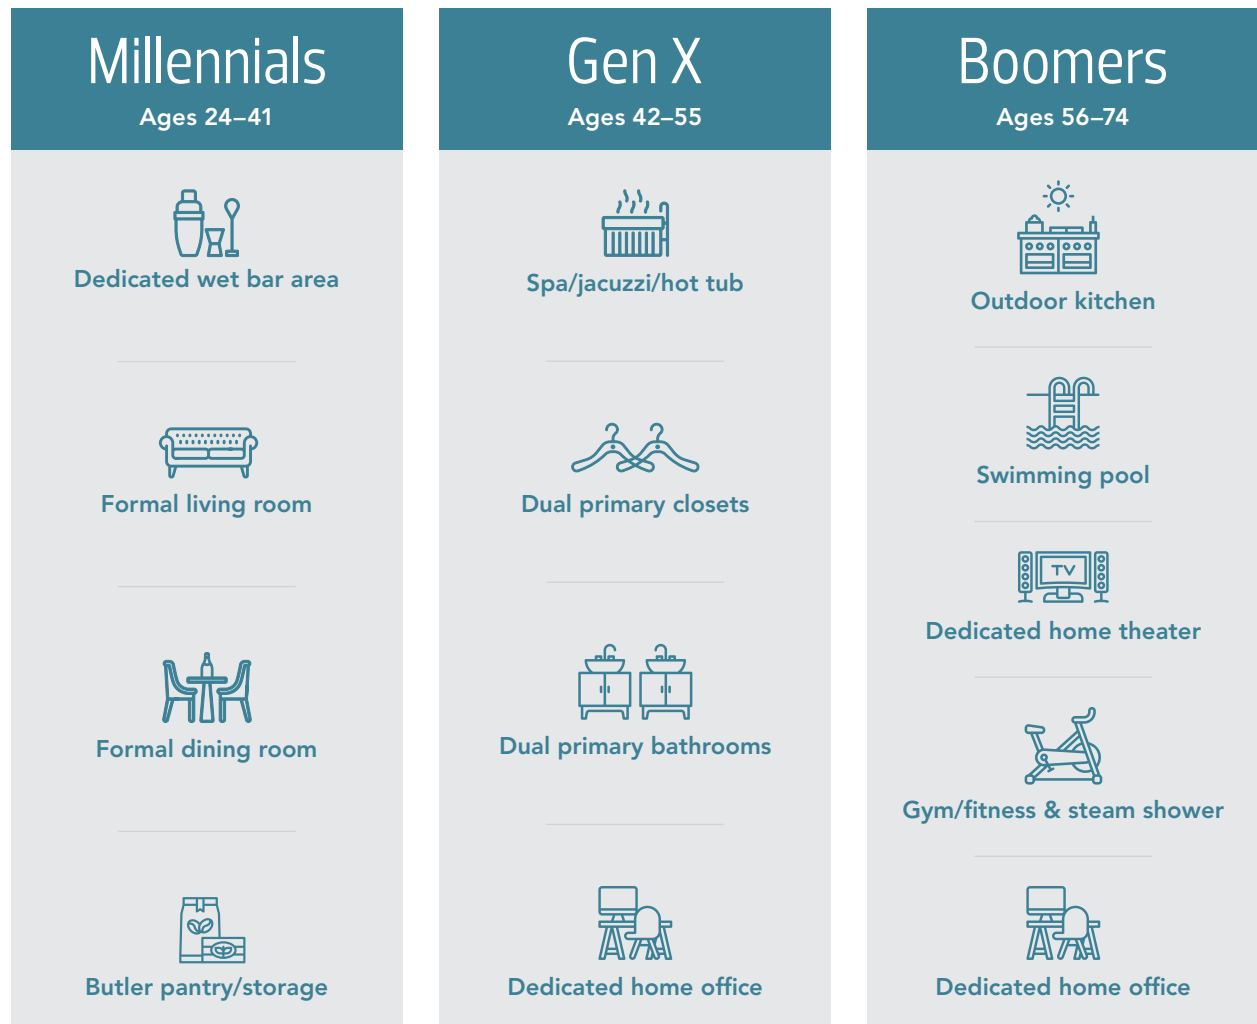 Millennials
Ages 24–41
Dedicated wet bar area
Formal living room
Formal dining room
Butler pantry/storage
Gen X
Ages 42–55
Spa/jacuzzi/hot tub
Dual primary closets
Dual primary bathrooms
Dedicated home office
Boomers
Ages 56–74
Outdoor kitchen
Swimming pool
TV
Dedicated home theater
Gym/fitness & steam shower
Dedicated home office